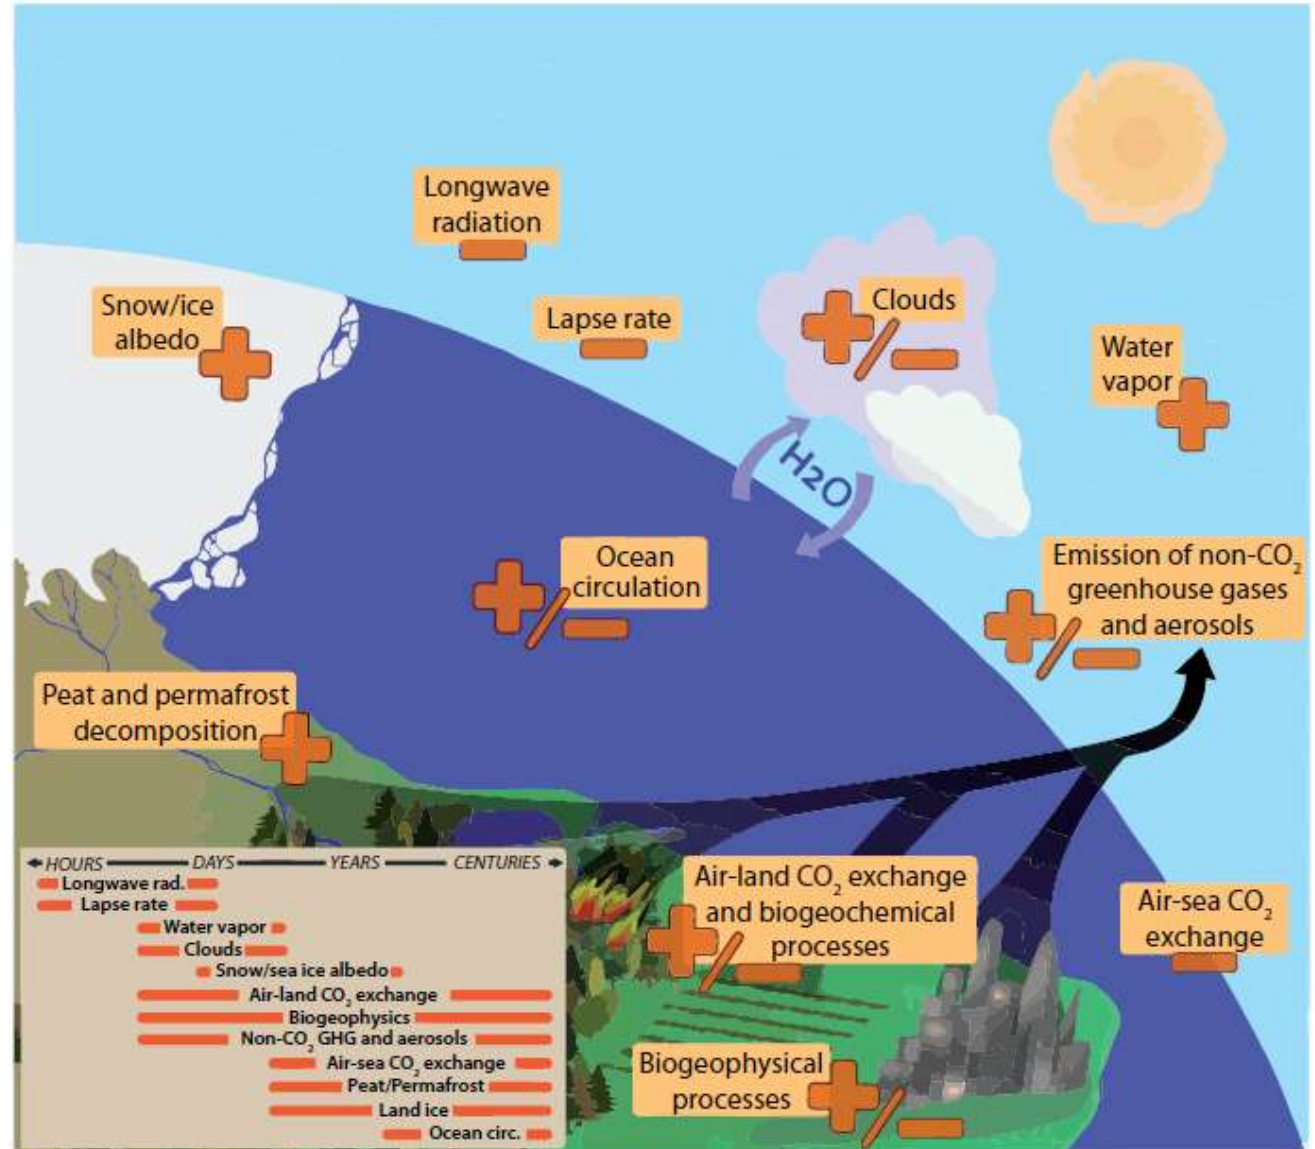 Longwave
radiation
Snow/ice
albedo
Lapse rate
Clouds
Water
vapor
H2O
Ocean
circulation
Emission of non-CO₂
greenhouse gases
and aerosols
Peat and permafrost
decomposition
Air-land CO₂ exchange
and biogeochemical
processes
Air-sea CO₂
exchange
Biogeophysical
processes
HOURS DAYS YEARS CENTURIES
Longwave rad.
Lapse rate
Water vapor
Clouds
Snow/sea ice albedo
Air-land CO₂ exchange
Biogeophysics
Non-CO₂ GHG and aerosols
Air-sea CO₂ exchange
Peat/Permafrost
Land ice
Ocean circ.